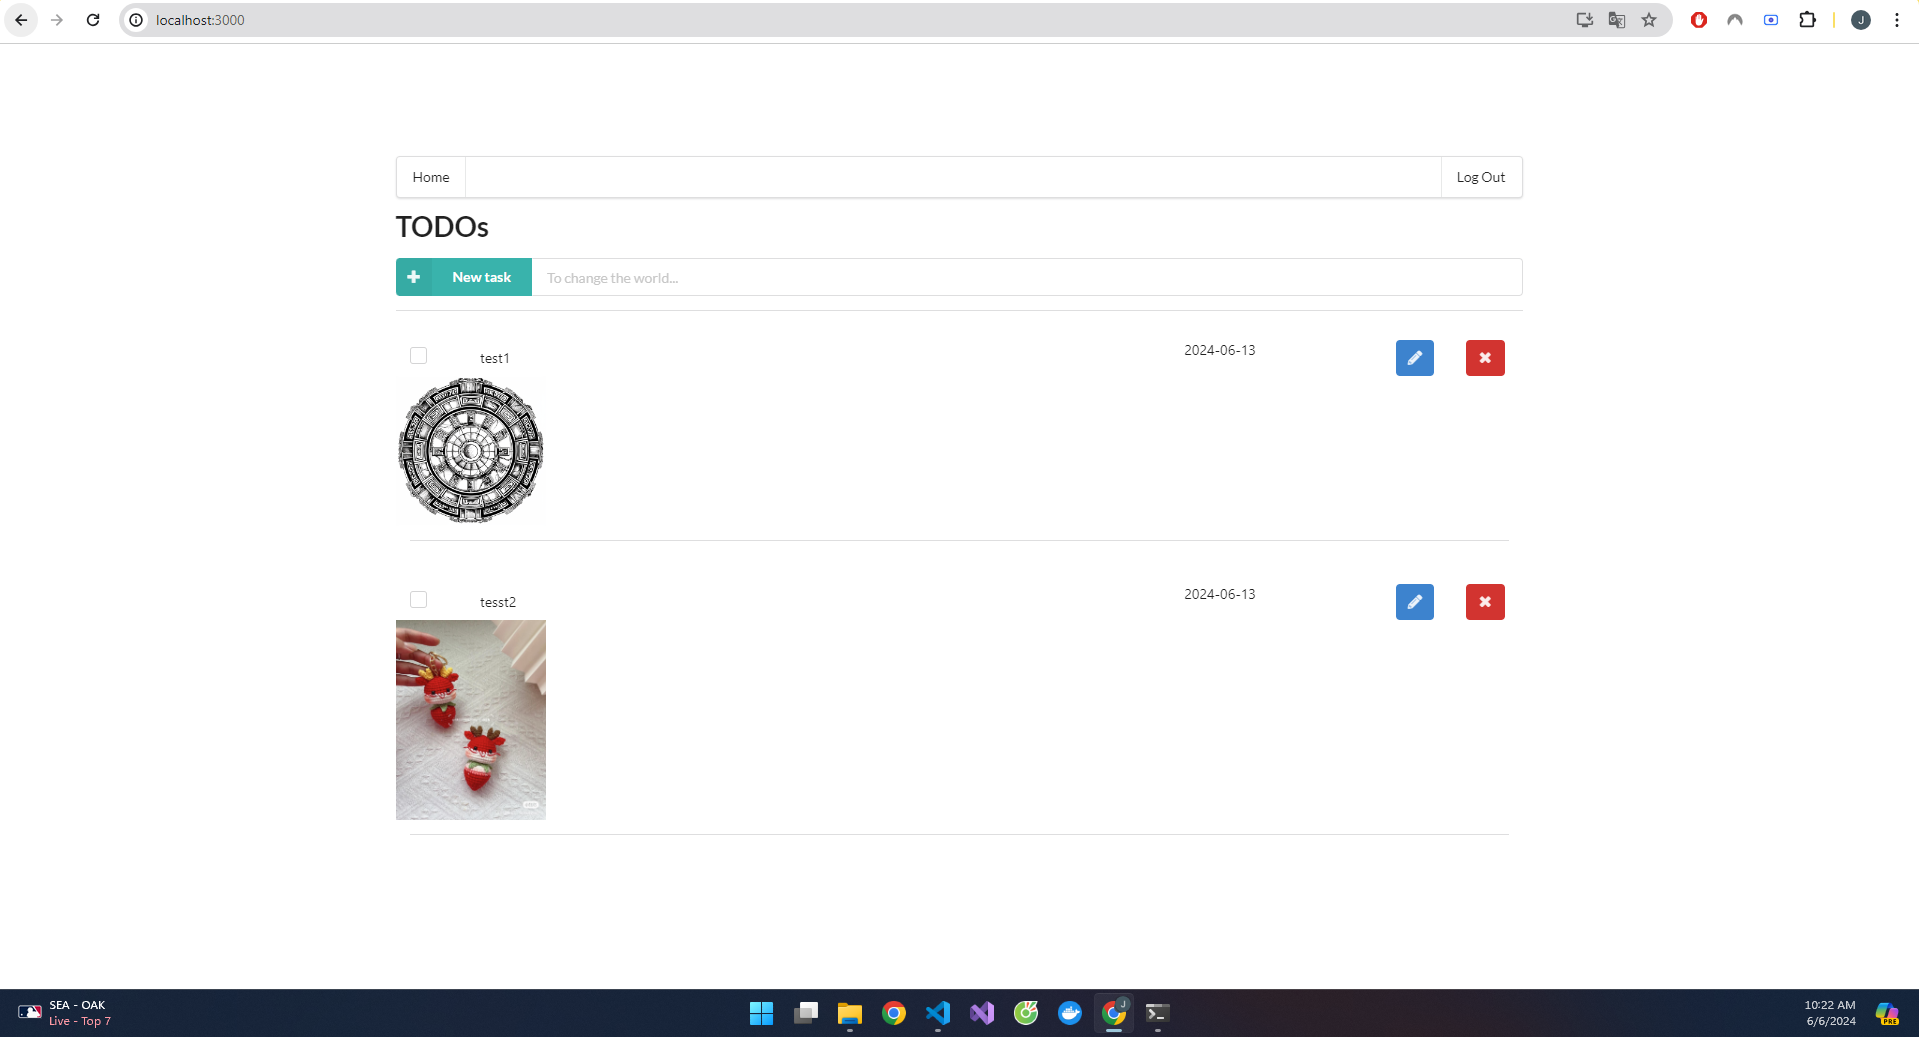 localhost:3000
J
Home
Log Out
TODOs
New task
To change the world...
test1
2024-06-13
tesst2
2024-06-13
SEA - OAK
Live - Top 7
J
10:22 AM
6/6/2024
PRE